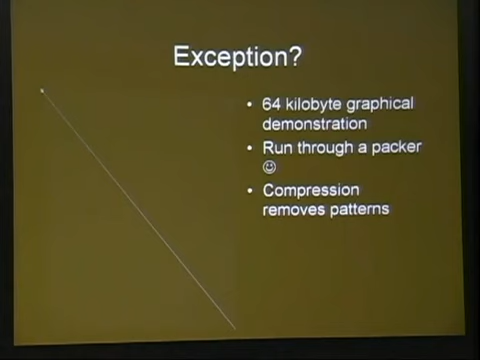 Exception?
• 64 kilobyte graphical
demonstration
• Run through a packer
☺
• Compression
removes patterns